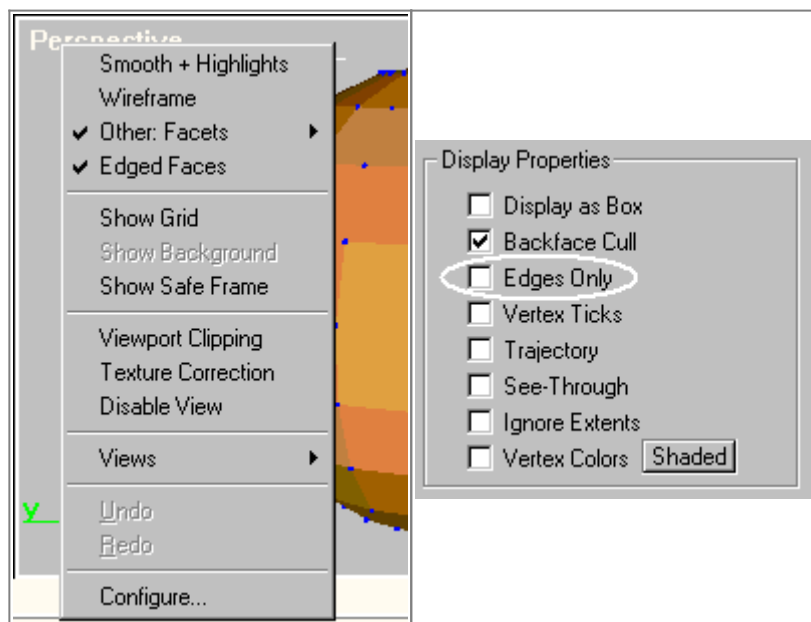 Perspective
Smooth + Highlights
Wireframe
Other: Facets
Edged Faces
Show Grid
Show Background
Show Safe Frame
Viewport Clipping
Texture Correction
Disable View
Views
Undo
Redo
Configure...
y
Display Properties
Display as Box
Backface Cull
Edges Only
Vertex Ticks
Trajectory
See-Through
Ignore Extents
Vertex Colors Shaded